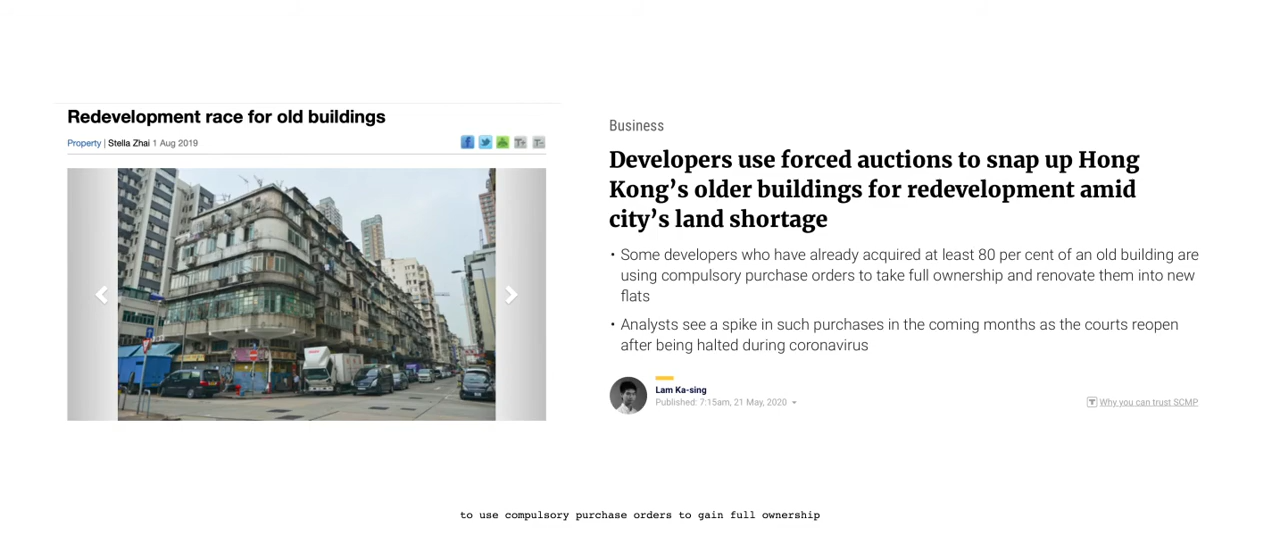 Redevelopment race for old buildings
Property | Stella Zhai 1 Aug 2019
Business
Developers use forced auctions to snap up Hong
Kong’s older buildings for redevelopment amid
city’s land shortage
• Some developers who have already acquired at least 80 per cent of an old building are
using compulsory purchase orders to take full ownership and renovate them into new
flats
• Analysts see a spike in such purchases in the coming months as the courts reopen
after being halted during coronavirus
Lam Ka-sing
Published: 7:15am, 21 May, 2020
Why you can trust SCMP
to use compulsory purchase orders to gain full ownership